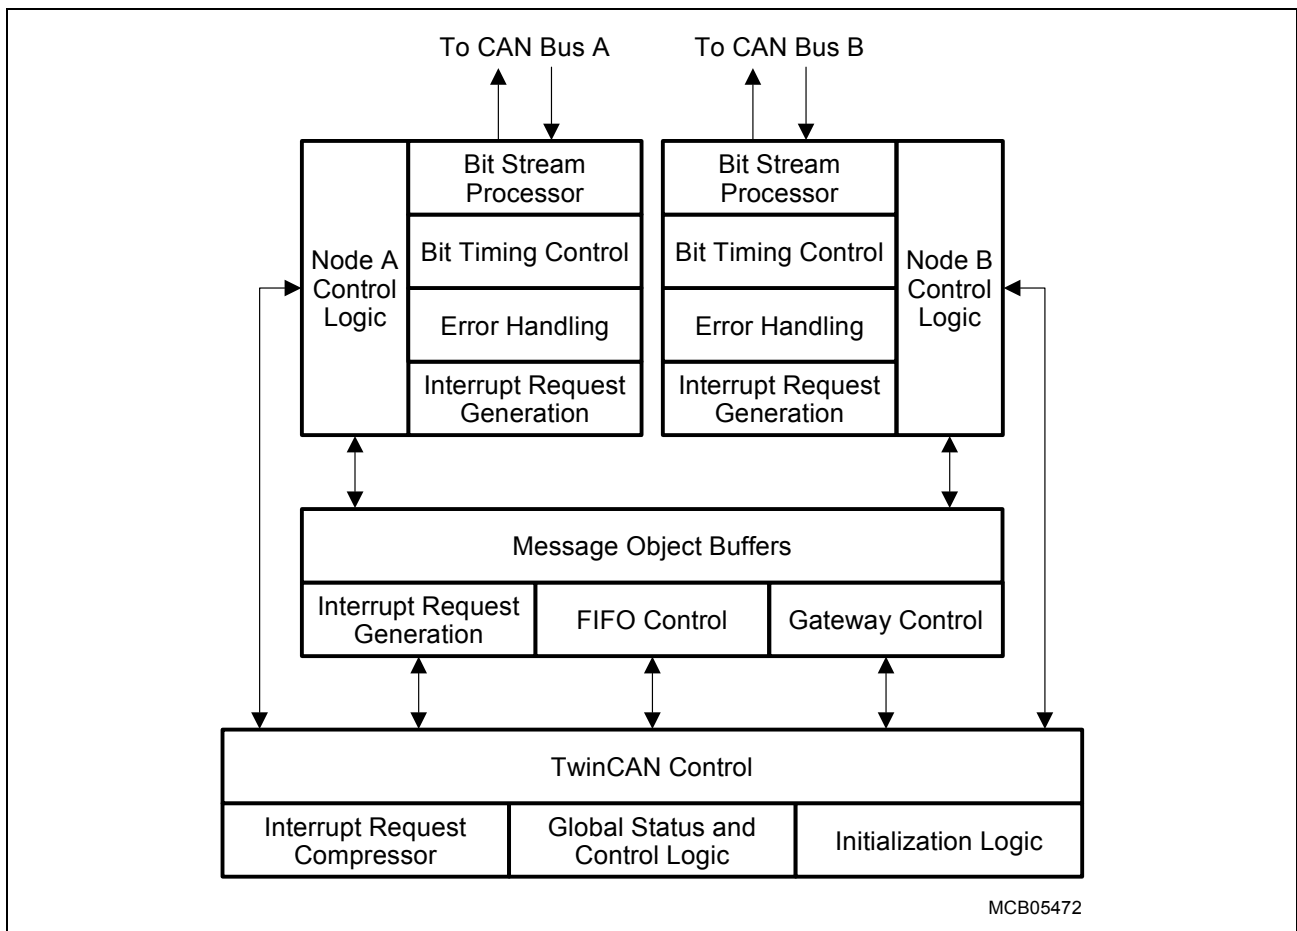 To CAN Bus A
To CAN Bus B
Node A
Control
Logic
Bit Stream
Processor
Bit Timing Control
Error Handling
Interrupt Request
Generation
Bit Stream
Processor
Bit Timing Control
Error Handling
Interrupt Request
Generation
Node B
Control
Logic
Message Object Buffers
Interrupt Request
Generation
FIFO Control
Gateway Control
TwinCAN Control
Interrupt Request
Compressor
Global Status and
Control Logic
Initialization Logic
MCB05472